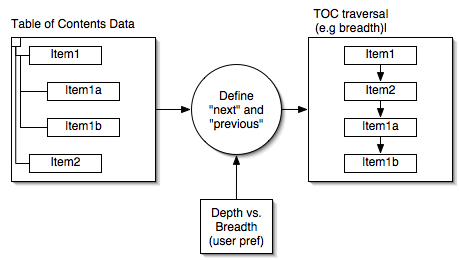 Table of Contents Data
Item1
Item1a
Item1b
Item2
Define
"next" and
"previous"
Depth vs.
Breadth
(user pref)
TOC traversal
(e.g breadth)l
Item1
Item2
Item1a
Item1b